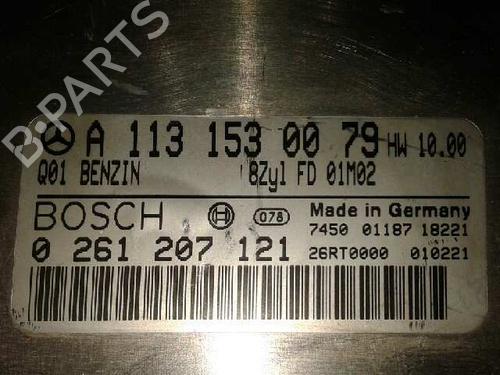 A 113 153 00 79 HW 10.00
Q01 BENZIN 8Zyl FD 01M02
BOSCH 078 Made in Germany
7450 01187 18221
0 261 207 121 26RT0000 010221
B-PARTS